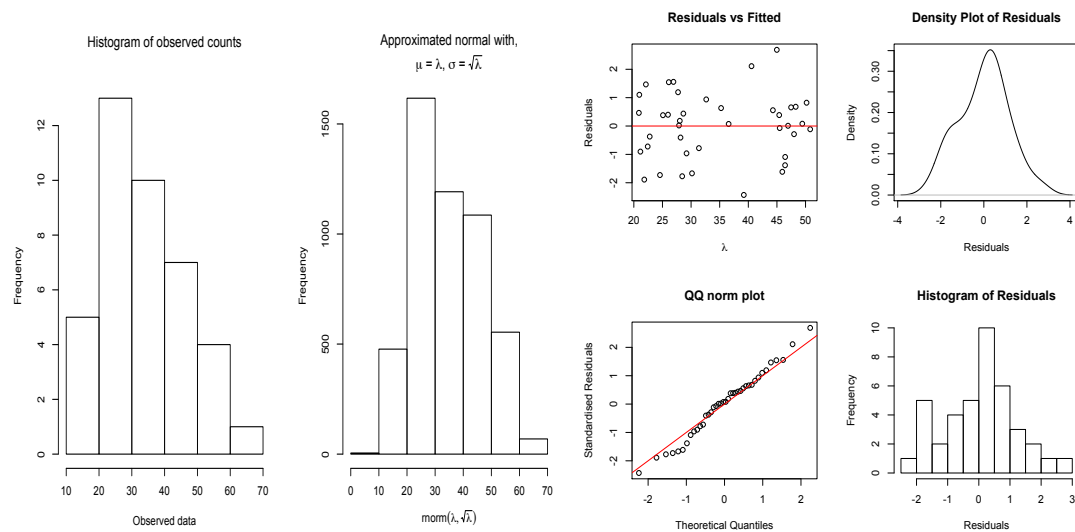 Histogram of observed counts
Frequency
12
10
8
6
4
2
0
10 20 30 40 50 60 70
Observed data
Approximated normal with,
μ = λ, σ = √λ
Frequency
1500
1000
500
0
0 10 20 30 40 50 60 70
rnorm(λ,√λ)
Residuals vs Fitted
Residuals
2
1
0
-1
-2
20 25 30 35 40 45 50
λ
Density Plot of Residuals
Density
0.30
0.20
0.10
0.00
-4 -2 0 2 4
Residuals
QQ norm plot
Standardised Residuals
2
1
0
-1
-2
-2 -1 0 1 2
Theoretical Quantiles
Histogram of Residuals
Frequency
10
8
6
4
2
0
-2 -1 0 1 2 3
Residuals